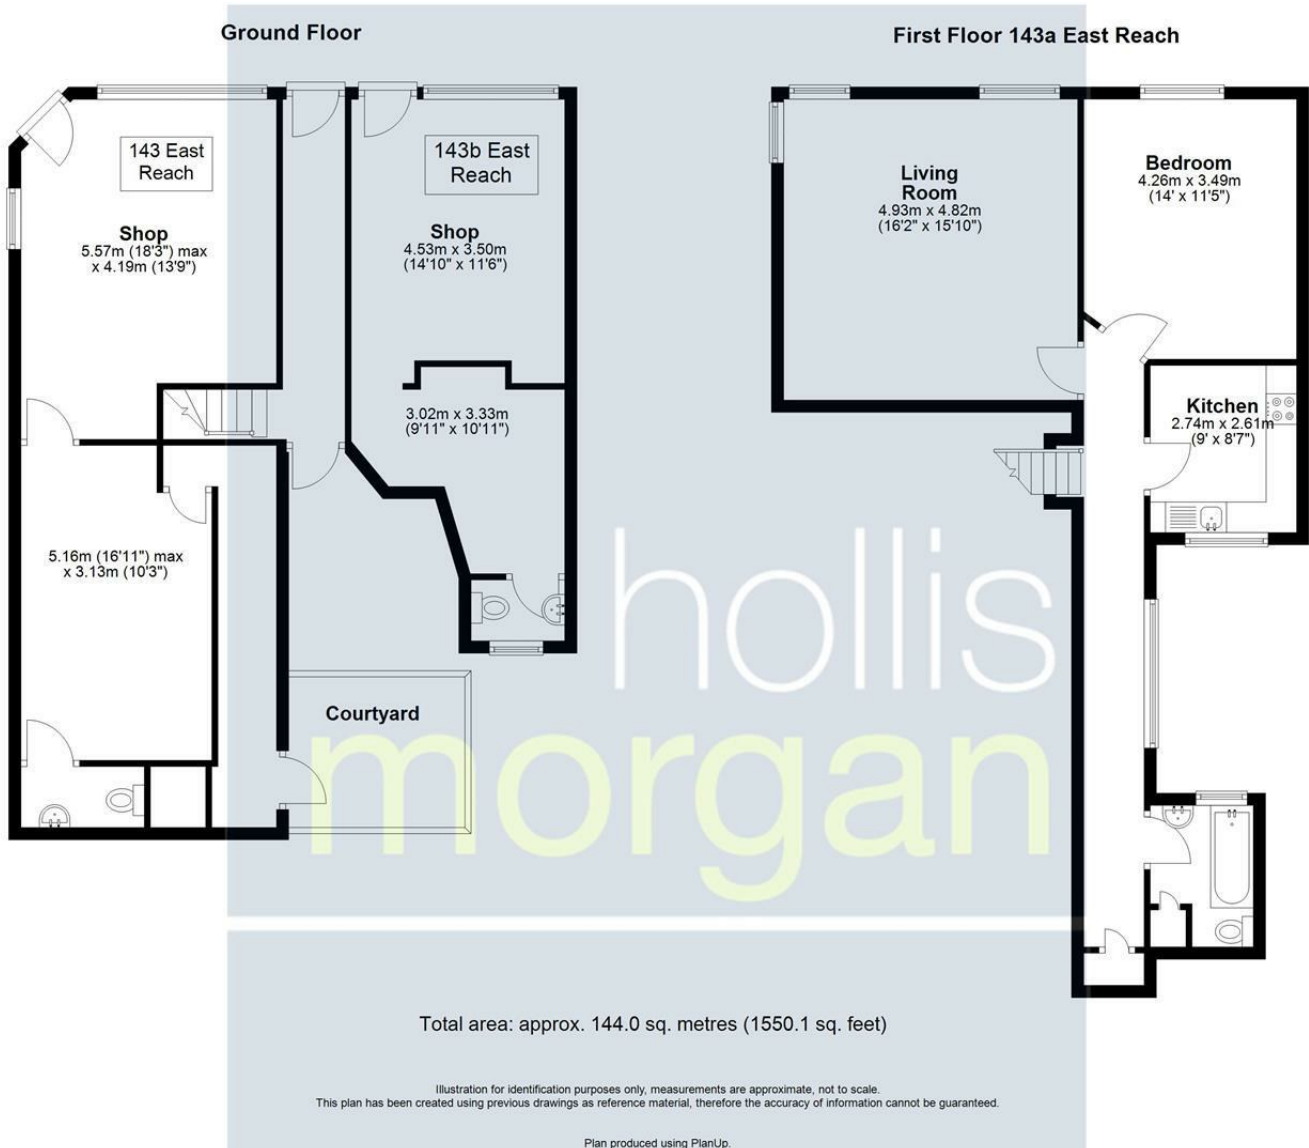 Ground Floor
First Floor 143a East Reach
143 East
Reach
Shop
5.57m (18'3") max
x 4.19m (13'9")
143b East
Reach
Shop
4.53m x 3.50m
(14'10" x 11'6")
3.02m x 3.33m
(9'11" x 10'11")
5.16m (16'11") max
x 3.13m (10'3")
Courtyard
Living
Room
4.93m x 4.82m
(16'2" x 15'10")
Bedroom
4.26m x 3.49m
(14' x 11'5")
Kitchen
2.74m x 2.61m
(9' x 8'7")
hollis
morgan
Total area: approx. 144.0 sq. metres (1550.1 sq. feet)
Illustration for identification purposes only, measurements are approximate, not to scale.
This plan has been created using previous drawings as reference material, therefore the accuracy of information cannot be guaranteed.
Plan produced using PlanUp.